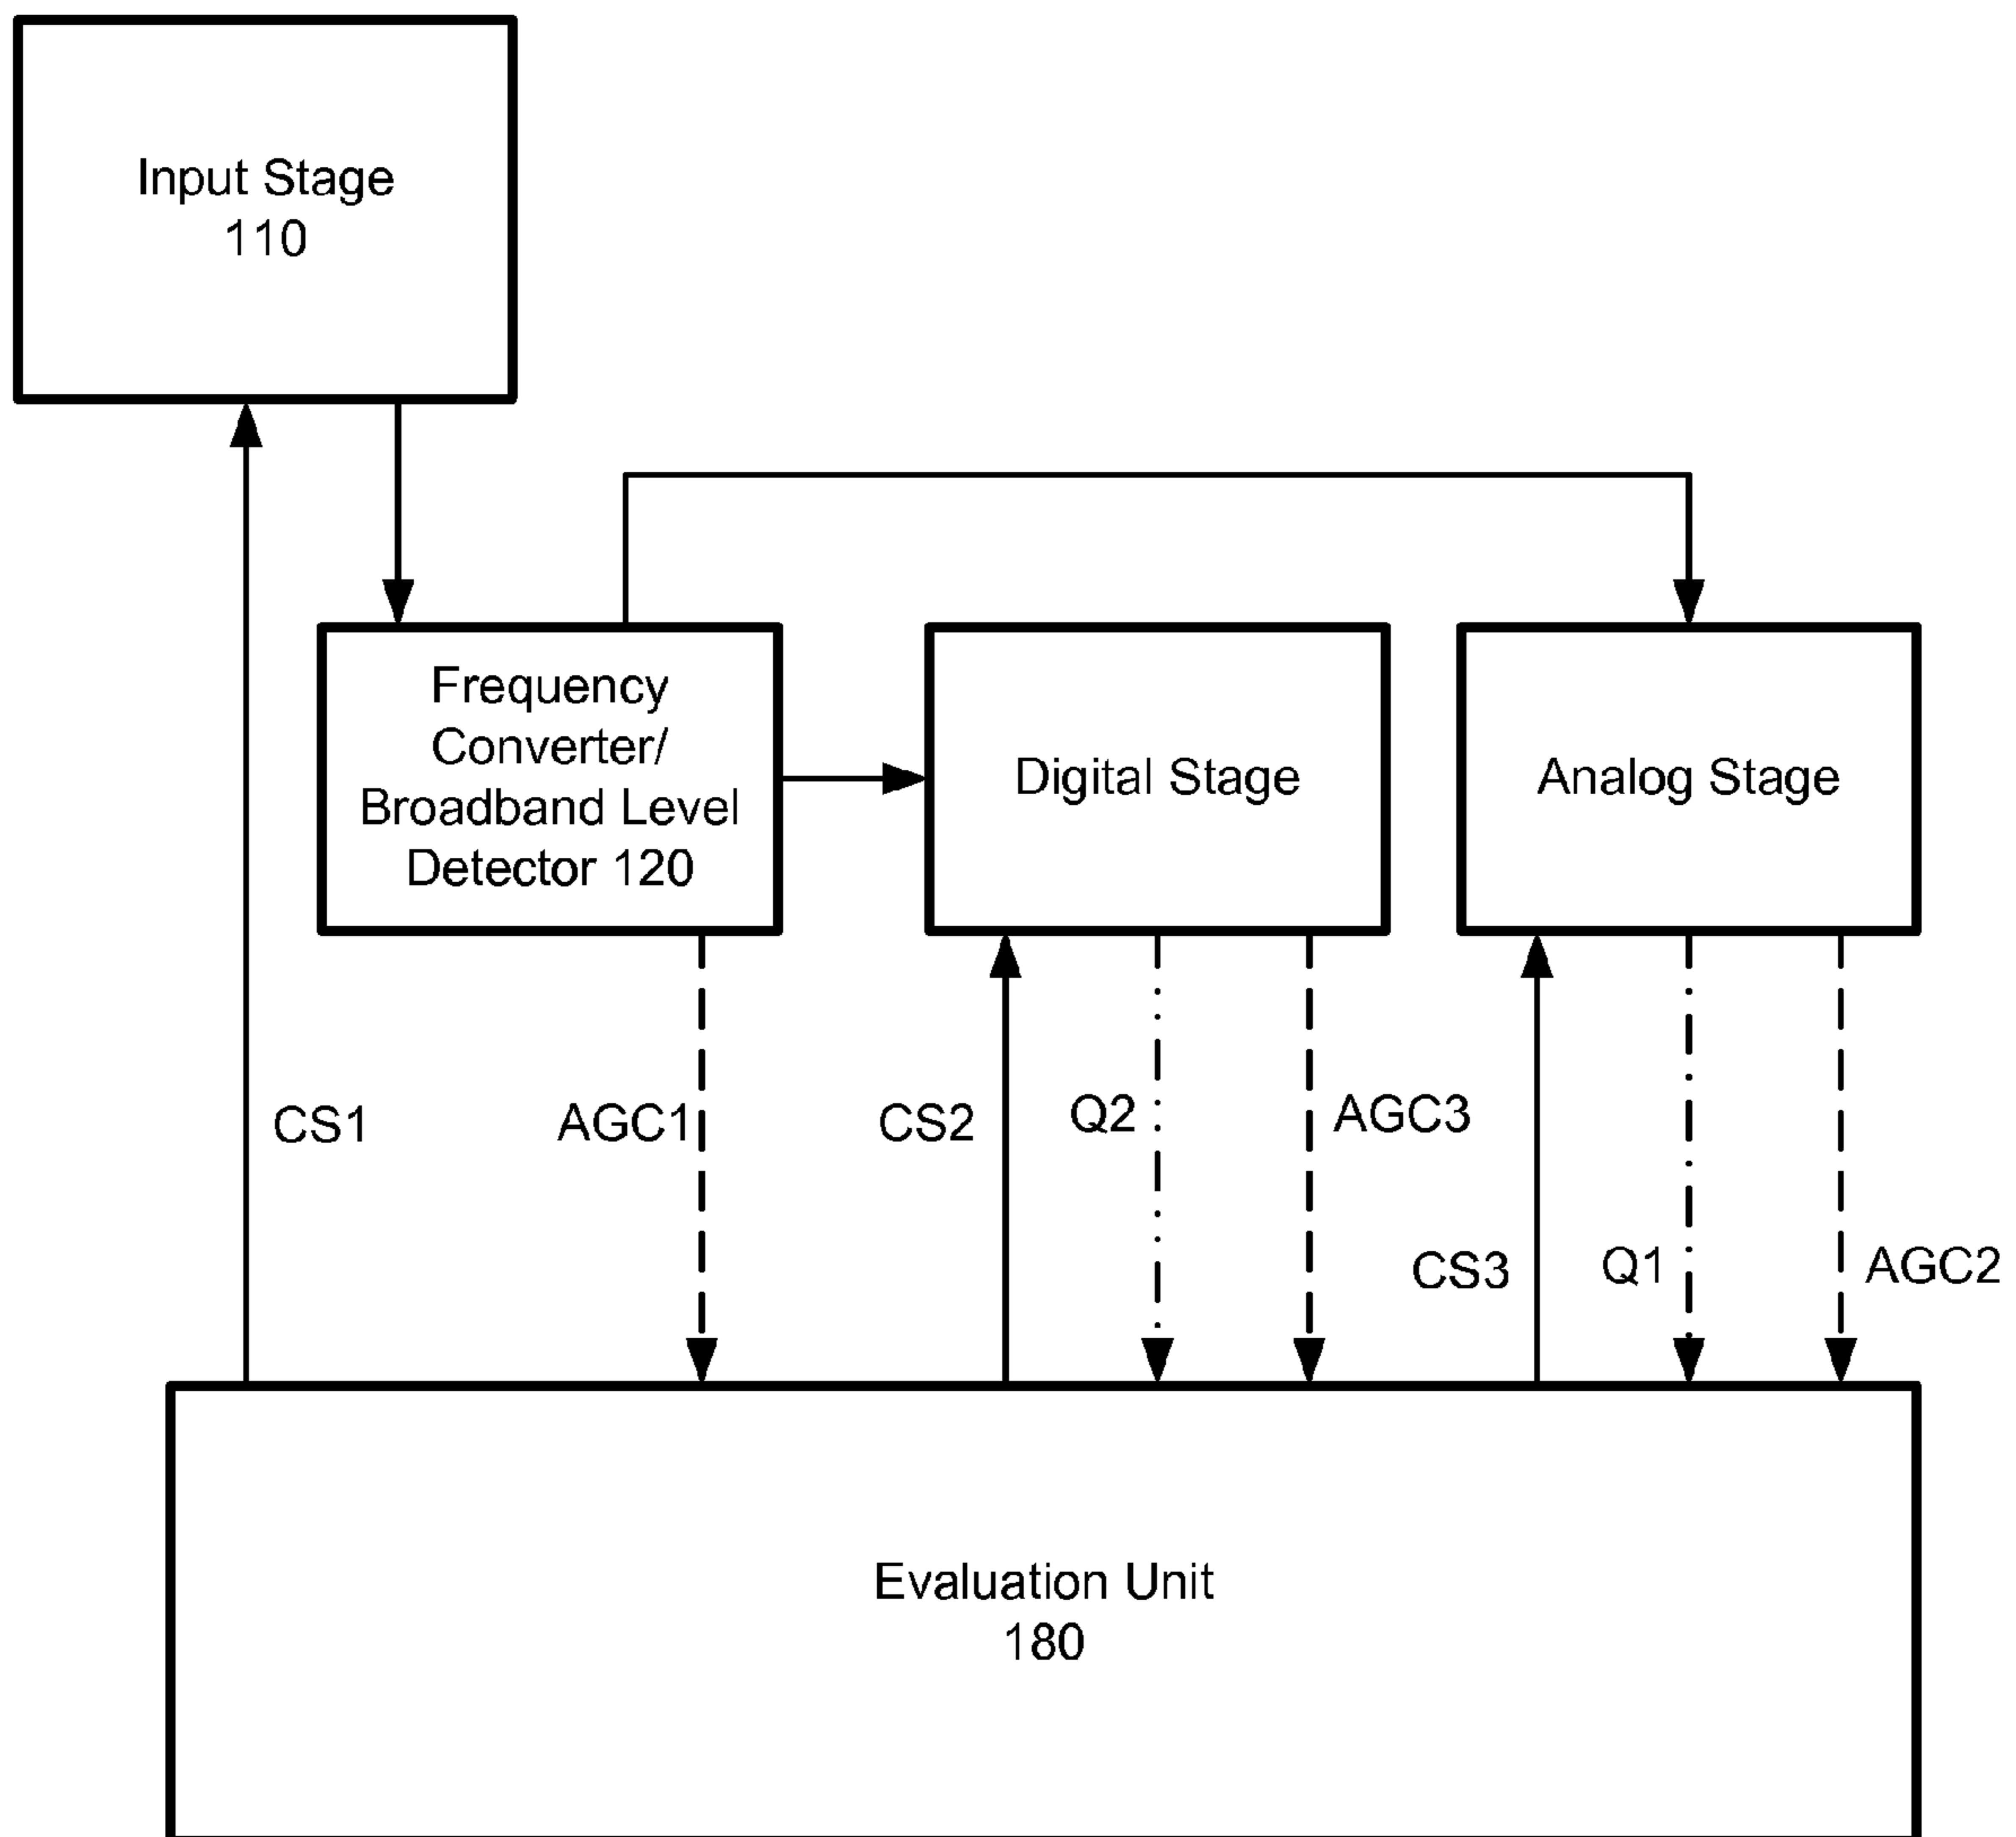 Input Stage
110
Frequency
Converter/
Broadband Level
Detector 120
Digital Stage
Analog Stage
CS1
AGC1
CS2
Q2
AGC3
CS3
Q1
AGC2
Evaluation Unit
180